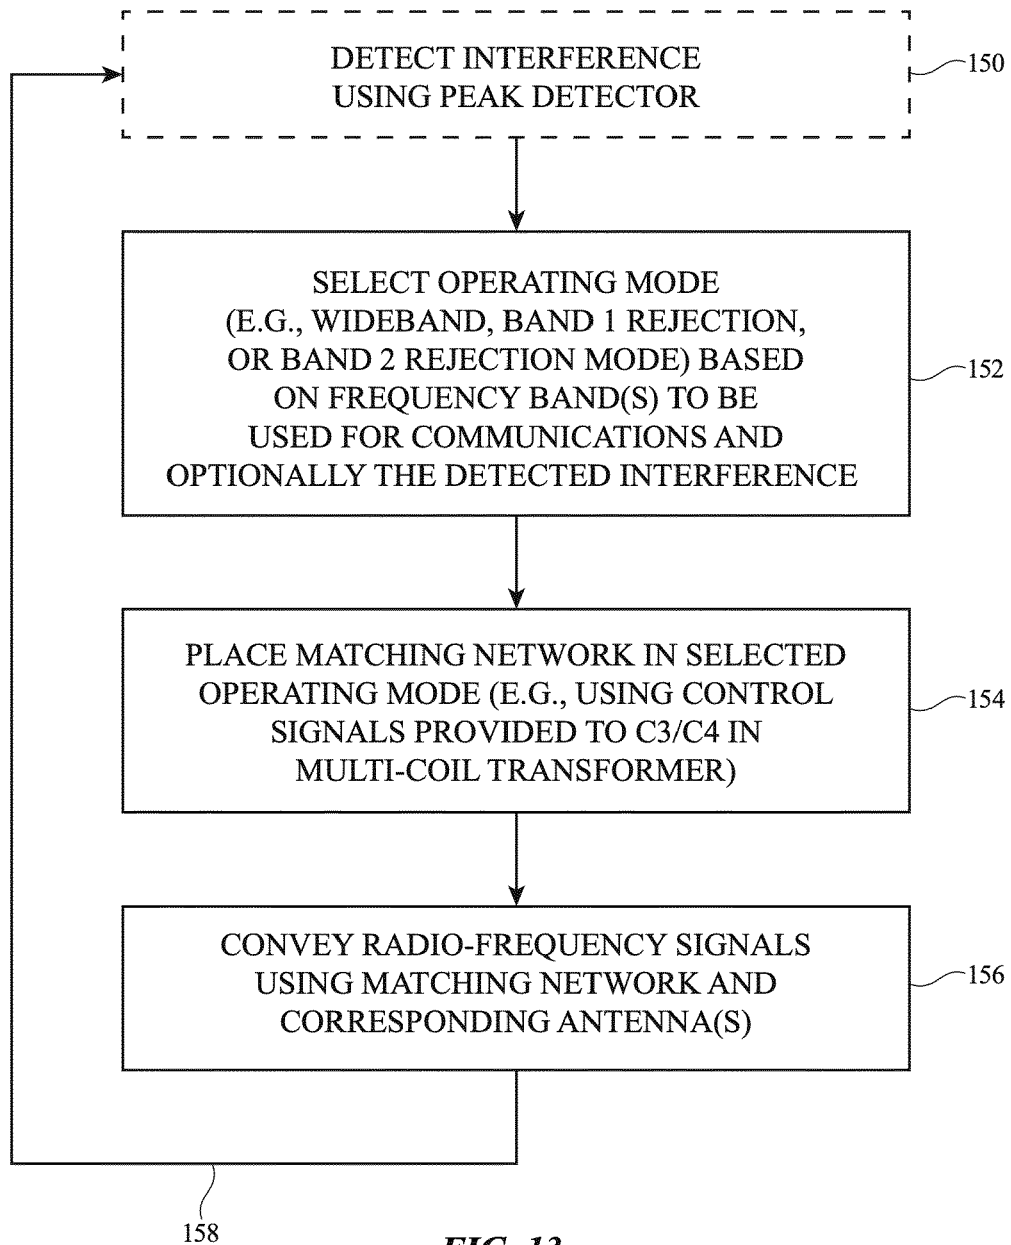 DETECT INTERFERENCE
USING PEAK DETECTOR
150
SELECT OPERATING MODE
(E.G., WIDEBAND, BAND 1 REJECTION,
OR BAND 2 REJECTION MODE) BASED
ON FREQUENCY BAND(S) TO BE
USED FOR COMMUNICATIONS AND
OPTIONALLY THE DETECTED INTERFERENCE
152
PLACE MATCHING NETWORK IN SELECTED
OPERATING MODE (E.G., USING CONTROL
SIGNALS PROVIDED TO C3/C4 IN
MULTI-COIL TRANSFORMER)
154
CONVEY RADIO-FREQUENCY SIGNALS
USING MATCHING NETWORK AND
CORRESPONDING ANTENNA(S)
156
158
FIG.